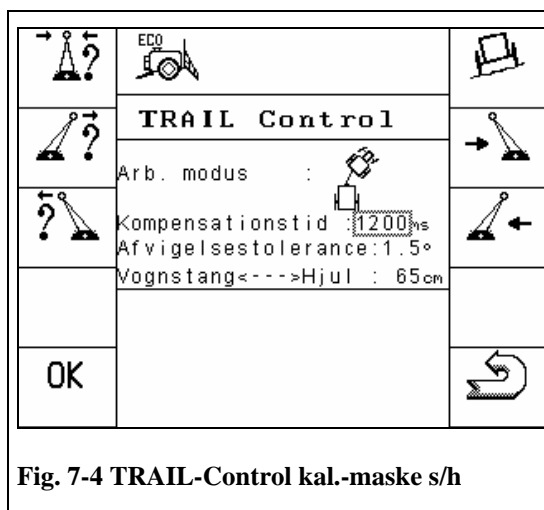 ECO
TRAIL Control
Arb. modus :
Kompensationstid :1200ms
Afvigelsestolerance:1.5°
Vognstang<--->Hjul : 65cm
?
?
?
OK
Fig. 7-4 TRAIL-Control kal.-maske s/h